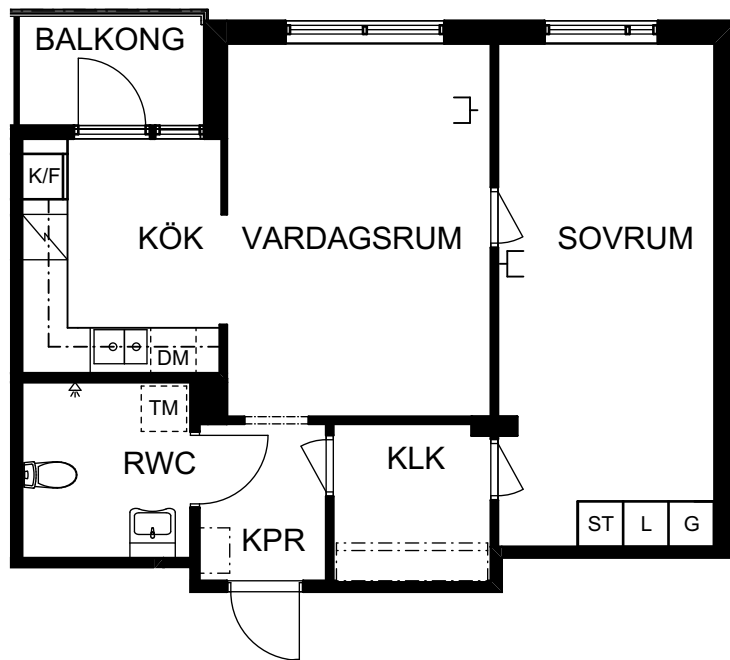 BALKONG
K/F
KÖK
VARDAGSRUM
SOVRUM
DM
TM
RWC
KLK
KPR
ST
L
G